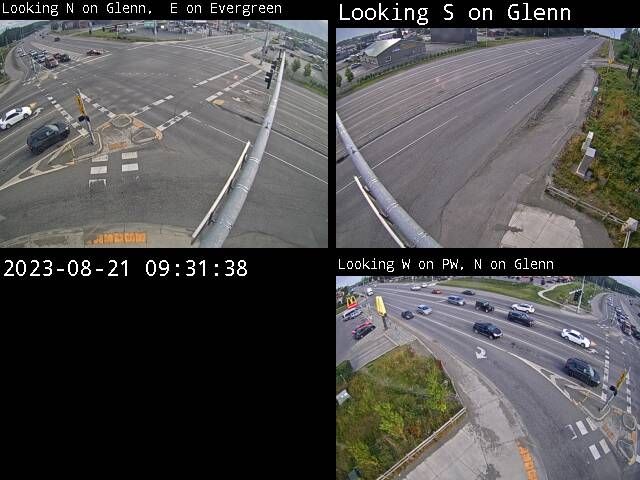 Looking N on Glenn,  E on Evergreen
Looking S on Glenn
2023-08-21 09:31:38
Looking W on PW, N on Glenn